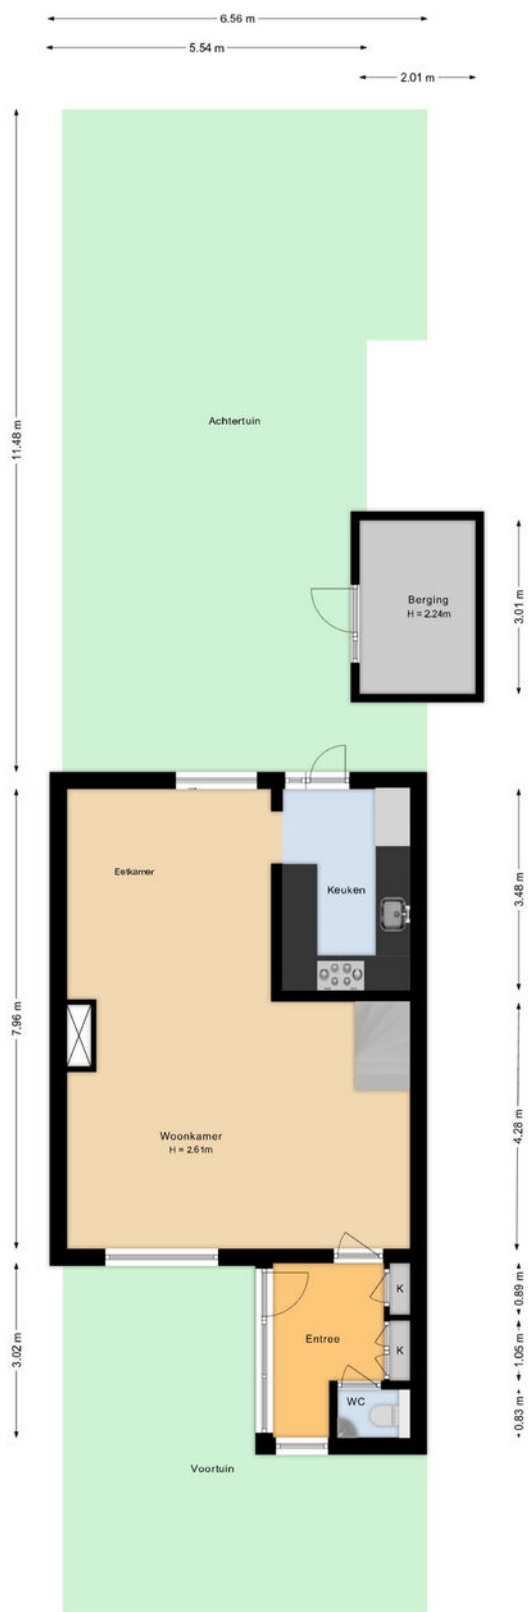 6.56 m
5.54 m
2.01 m
11.48 m
Achtertuin
Berging
H = 2.24m
3.01 m
Eetkamer
Keuken
3.48 m
7.96 m
Woonkamer
H = 2.61m
4.28 m
Entree
K
K
WC
0.89 m
1.05 m
0.83 m
3.02 m
Voortuin